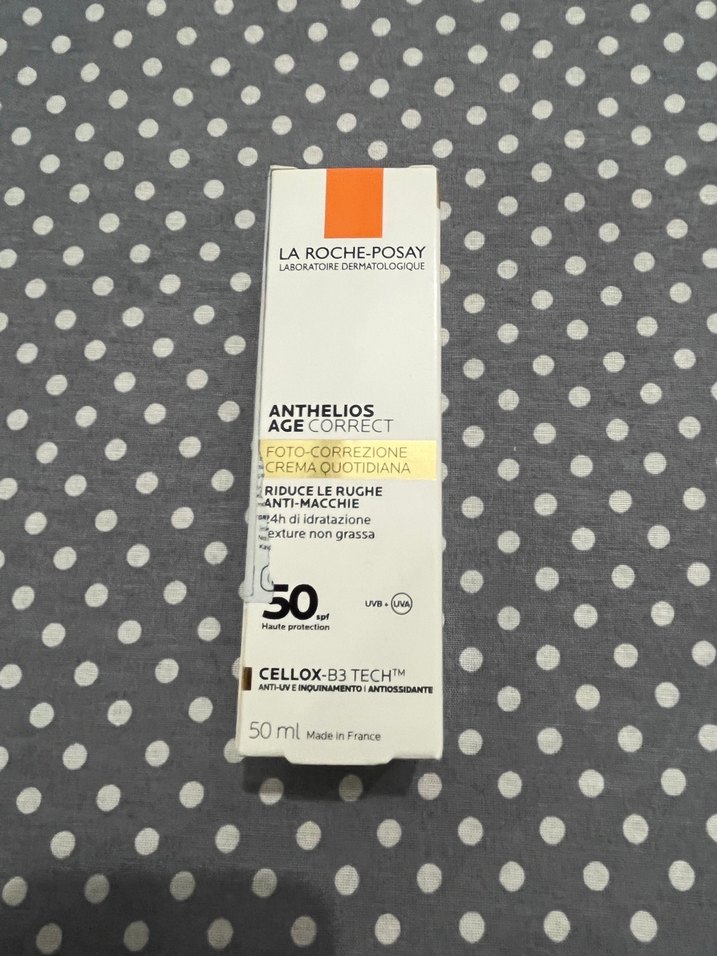 LA ROCHE-POSAY
LABORATOIRE DERMATOLOGIQUE
ANTHELIOS
AGE CORRECT
FOTO-CORREZIONE
CREMA QUOTIDIANA
RIDUCE LE RUGHE
ANTI-MACCHIE
4h di idratazione
exture non grassa
50 spf
UVB + UVA
Haute protection
CELLOX-B3 TECH™
ANTI-UV E INQUINAMENTO | ANTIOSSIDANTE
50 ml Made in France